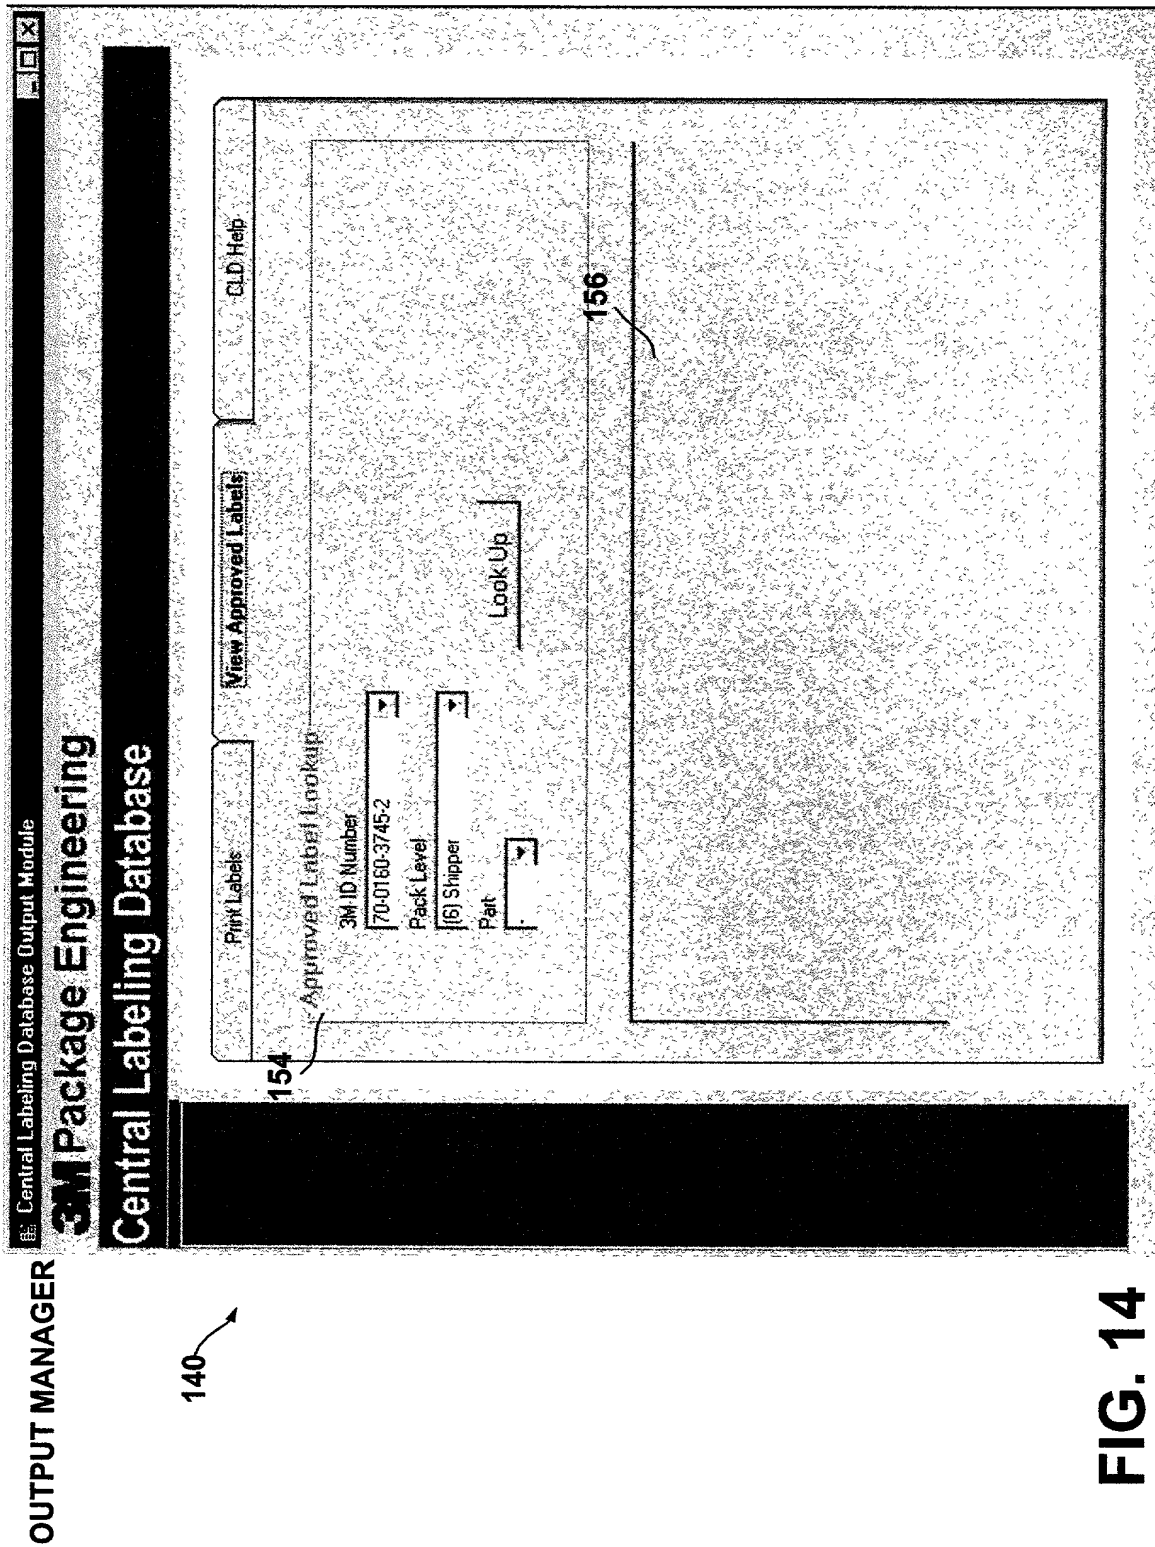 OUTPUT MANAGER
Central Labeling Database Output Module
3M Package Engineering
Central Labeling Database
140
Print Labels
View Approved Labels
CLD Help
154
Approved Label Lookup
3M ID Number
70-0160-3745-2
Pack Level
(6) Shipper
Part
-
Look Up
156
FIG. 14